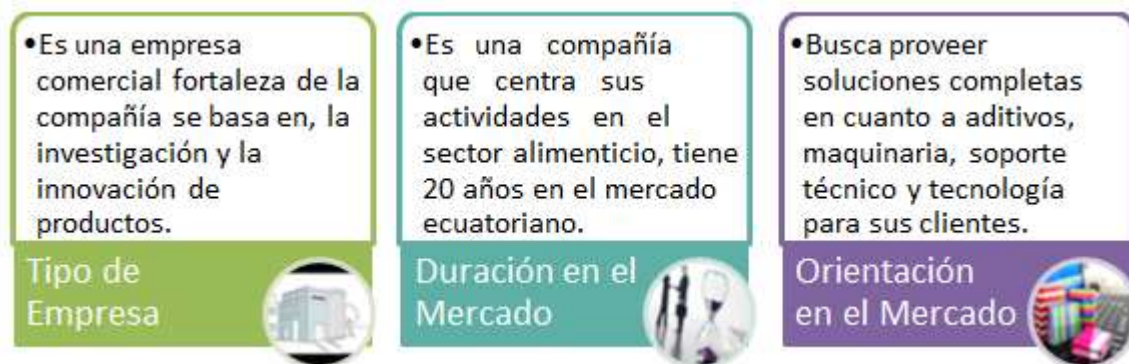 •Es una empresa
comercial fortaleza de la
compañía se basa en, la
investigación y la
innovación de
productos.
Tipo de
Empresa
•Es una compañía
que centra sus
actividades en el
sector alimenticio, tiene
20 años en el mercado
ecuatoriano.
Duración en el
Mercado
•Busca proveer
soluciones completas
en cuanto a aditivos,
maquinaria, soporte
técnico y tecnología
para sus clientes.
Orientación
en el Mercado